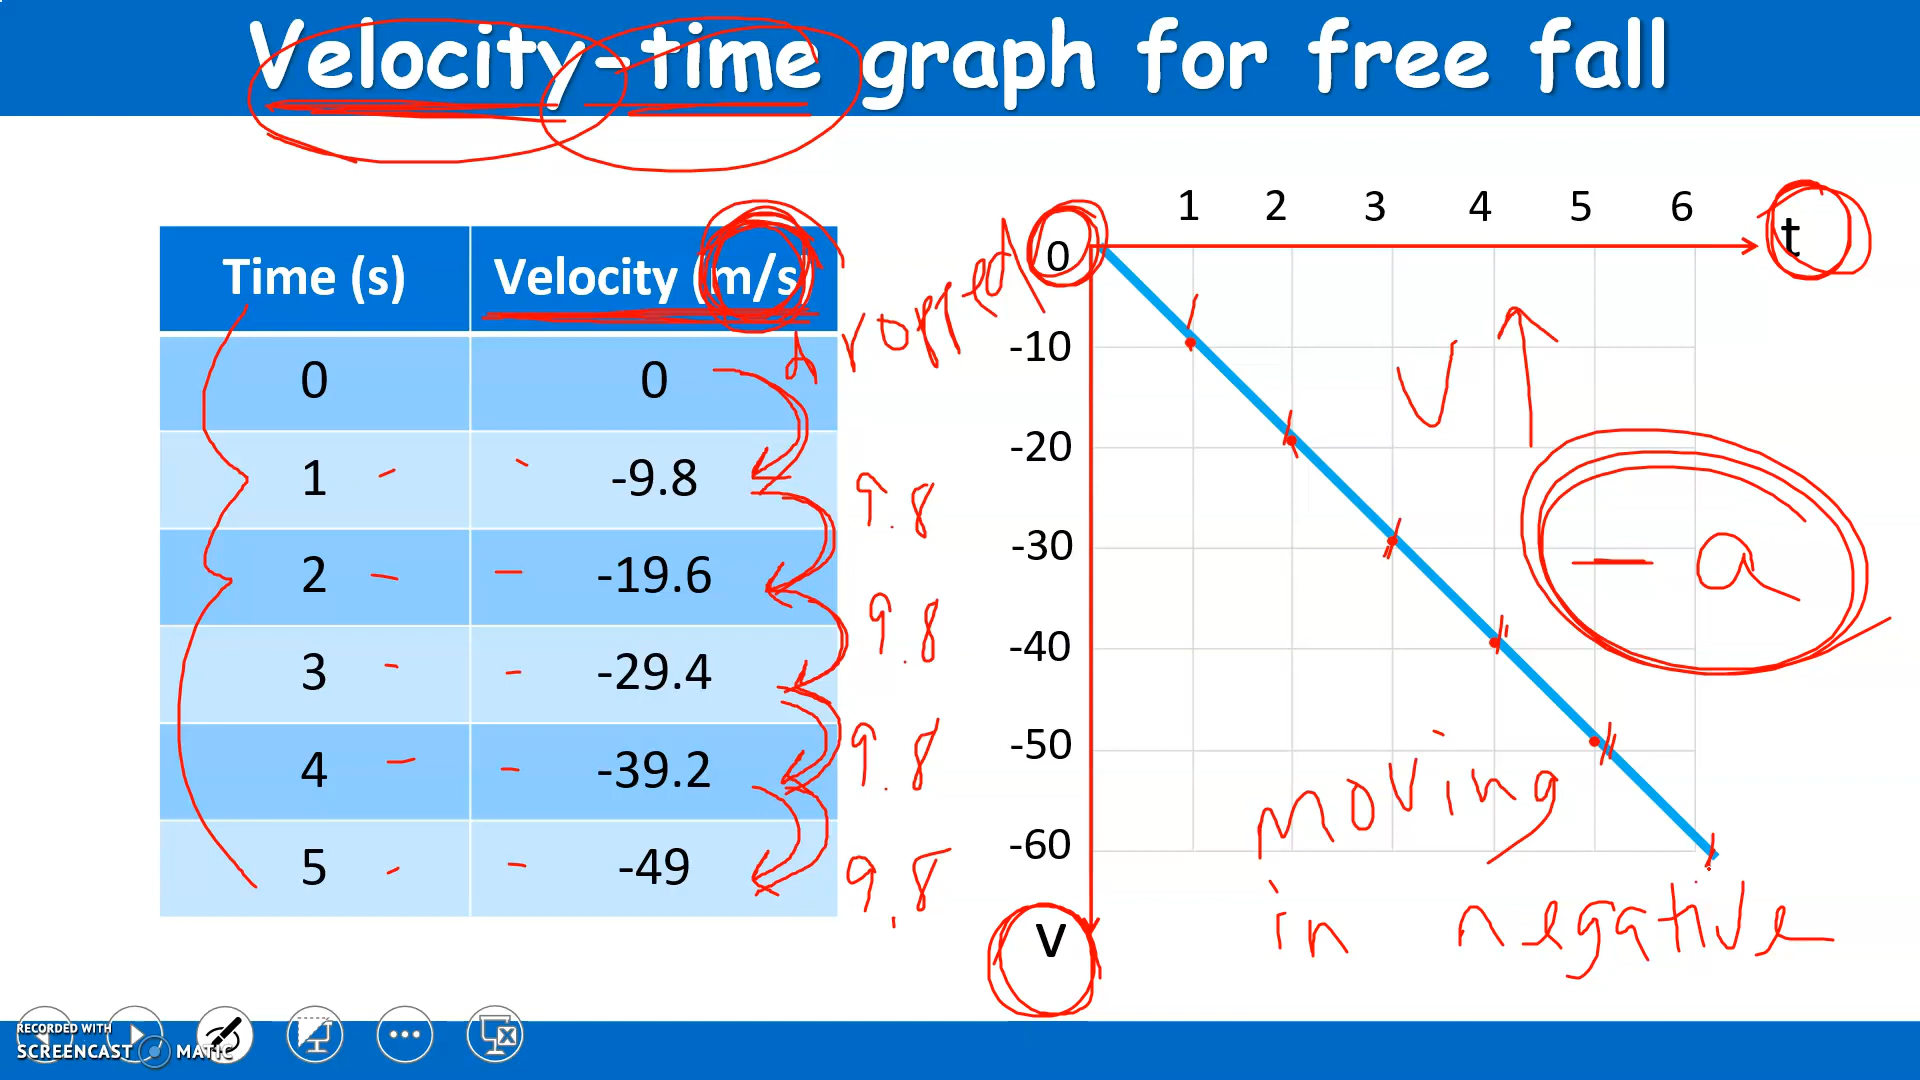 Velocity-time graph for free fall
Time (s) Velocity (m/s)
0 0
1 -9.8
2 -19.6
3 -29.4
4 -39.2
5 -49
dropped
9.8
9.8
9.8
9.8
1 2 3 4 5 6
t
0
-10
-20
-30
-40
-50
-60
v
V
- a
moving
in negative
RECORDED WITH
SCREENCAST MATIC